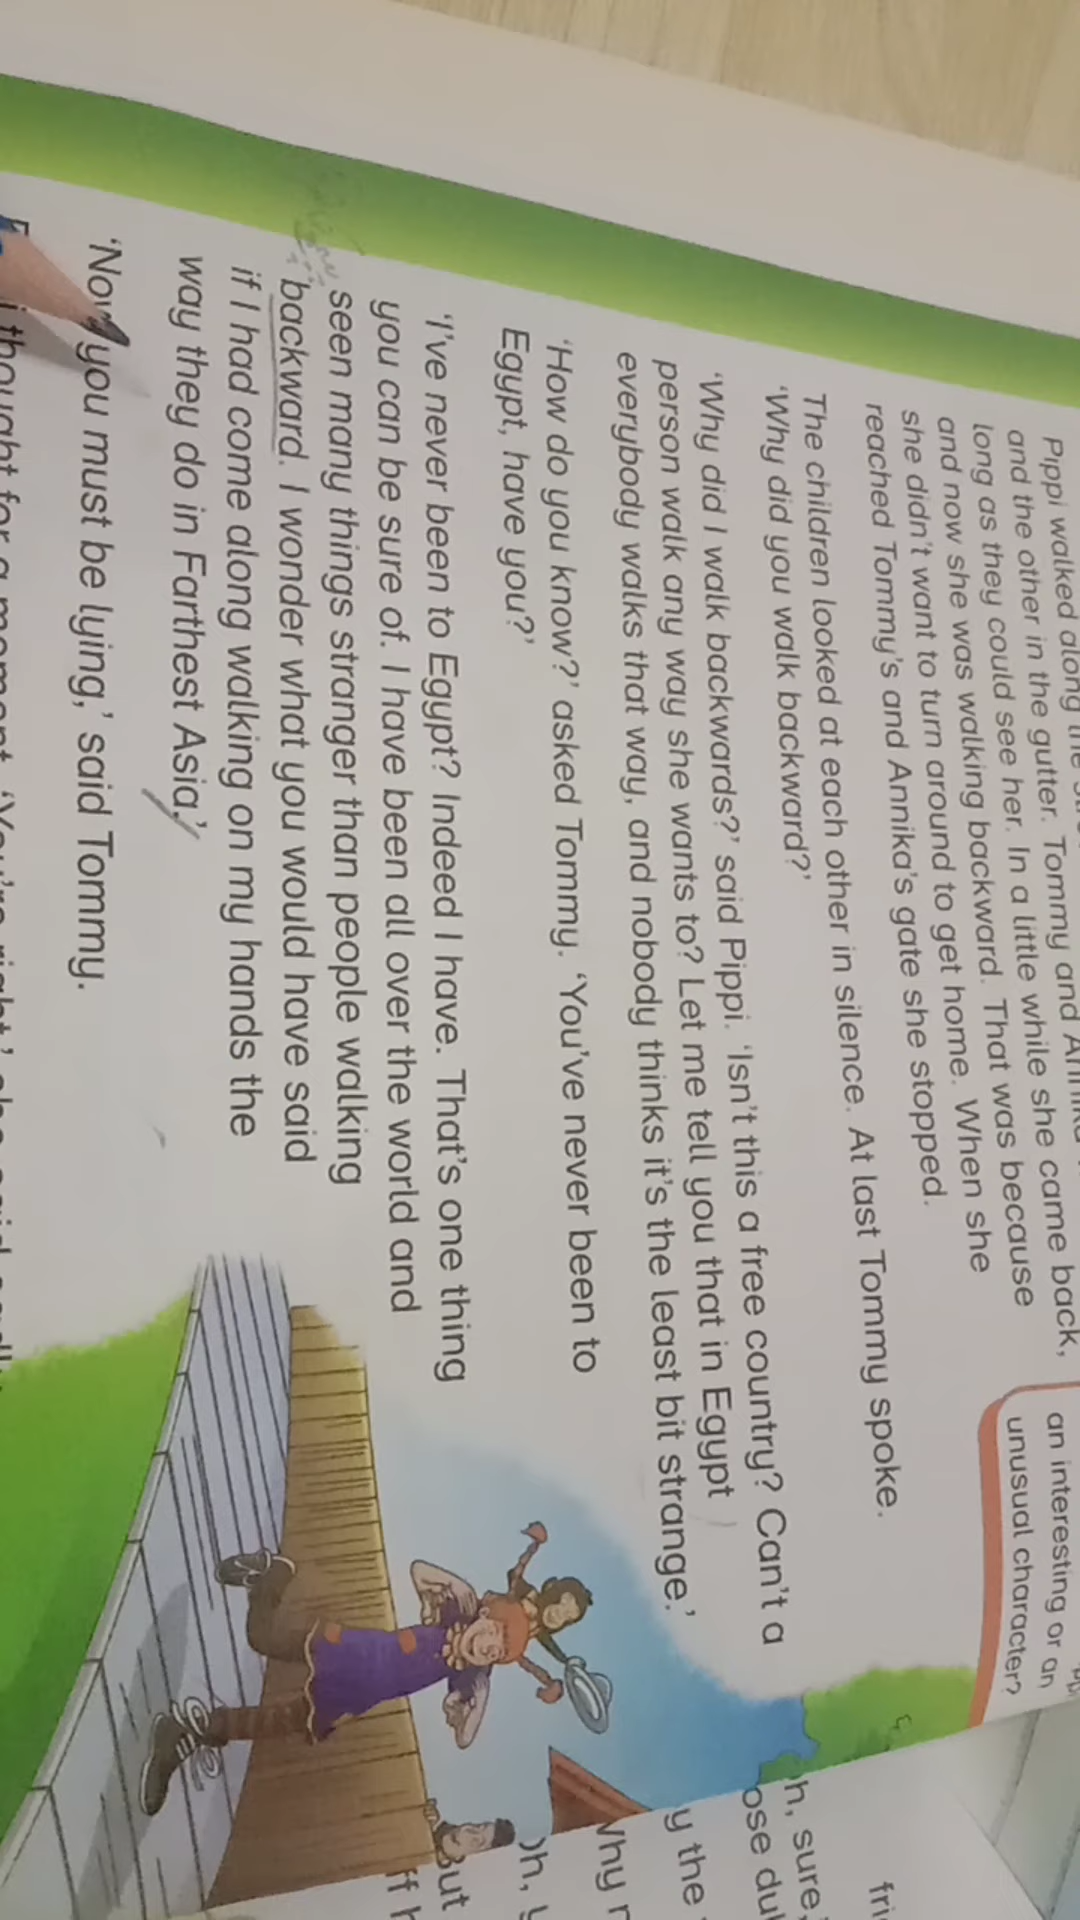 Pippi walked along the
and the other in the gutter. Tommy and
long as they could see her. In a little while she came back,
and now she was walking backward. That was because
she didn't want to turn around to get home. When she
reached Tommy's and Annika's gate she stopped.
The children looked at each other in silence. At last Tommy spoke.
'Why did you walk backward?'
'Why did I walk backwards?' said Pippi. 'Isn't this a free country? Can't a
person walk any way she wants to? Let me tell you that in Egypt
everybody walks that way, and nobody thinks it's the least bit strange.'
'How do you know?' asked Tommy. 'You've never been to
Egypt, have you?'
'I've never been to Egypt? Indeed I have. That's one thing
you can be sure of. I have been all over the world and
seen many things stranger than people walking
backward. I wonder what you would have said
if I had come along walking on my hands the
way they do in Farthest Asia.'
'Now you must be lying,' said Tommy.
thought for a
an interesting or an
unusual character?
sure,
y the